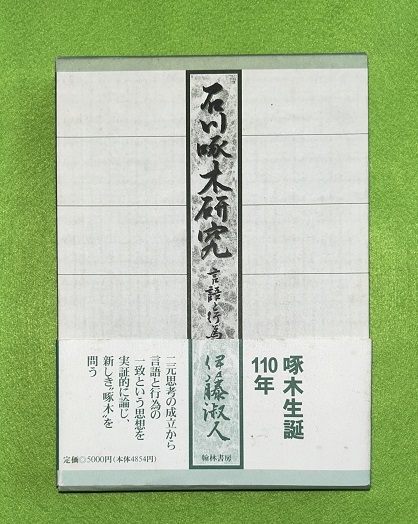 石川啄木研究
言語と行為
伊藤淑人
翰林書房
啄木生誕
110年
二元思考の成立から
言語と行為の
一致という思想を
実証的に論じ、
新しき"啄木"を
問う
定価◎5000円(本体4854円)